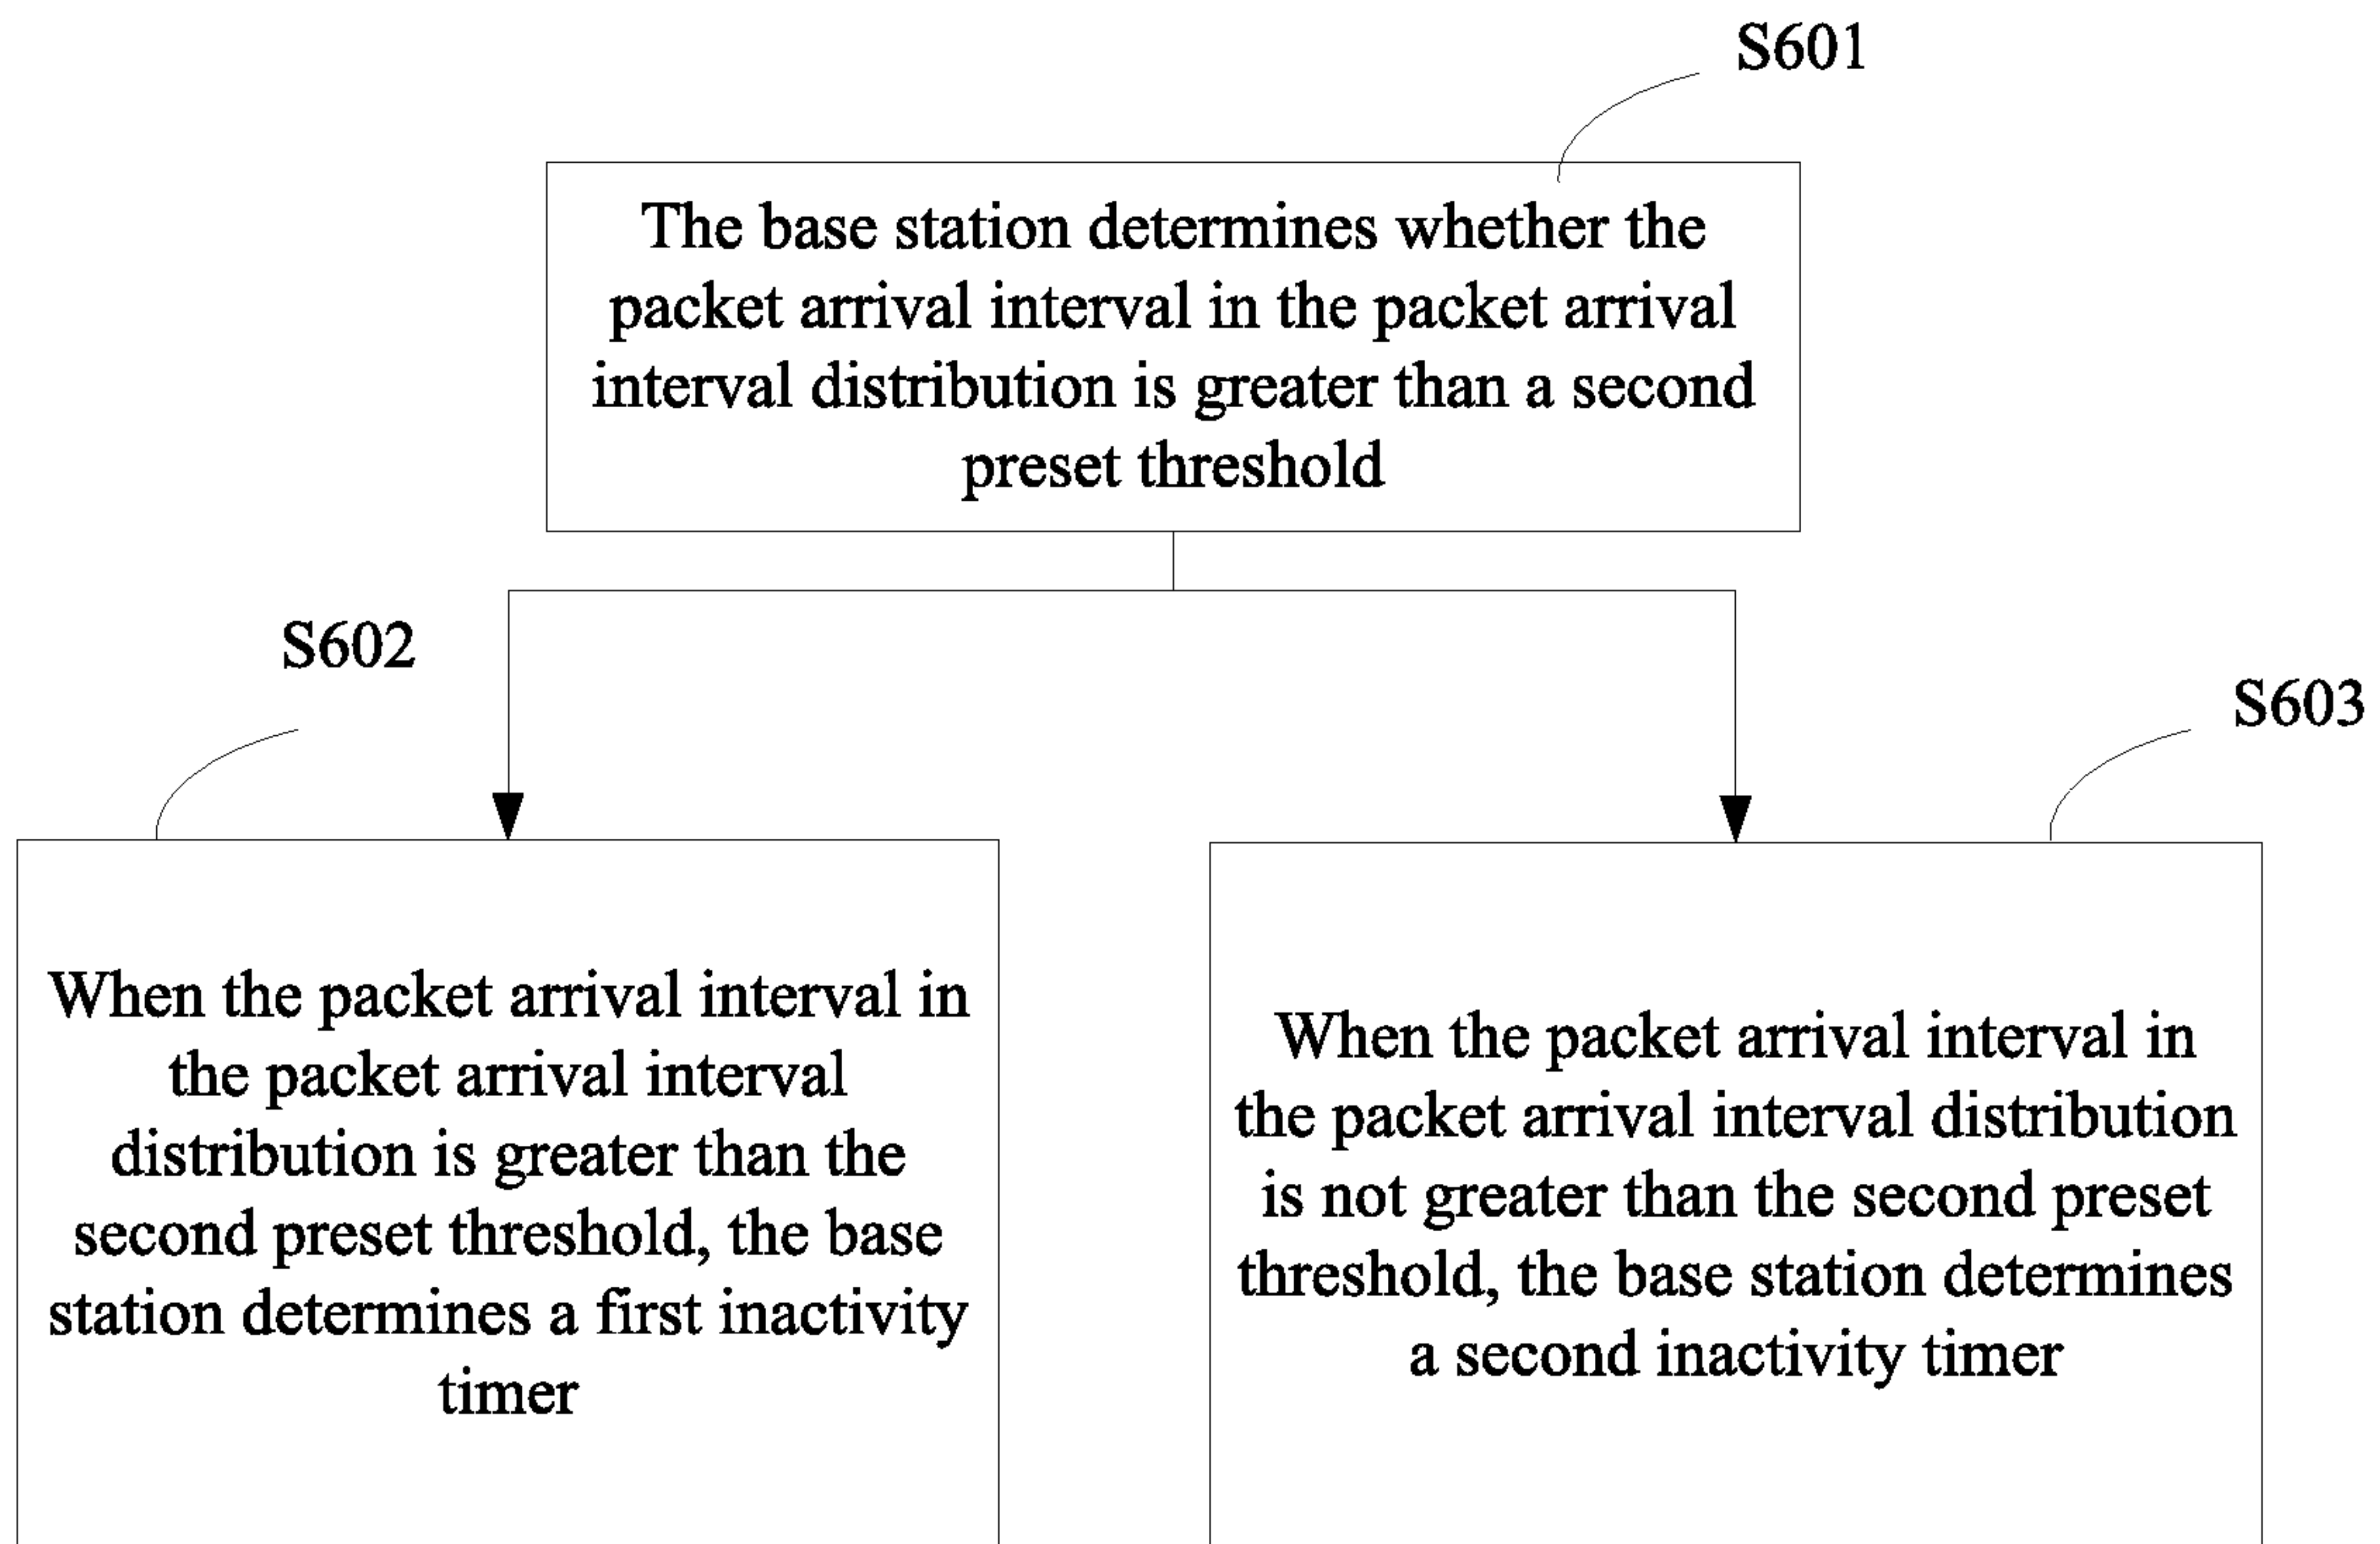 S601
The base station determines whether the
packet arrival interval in the packet arrival
interval distribution is greater than a second
preset threshold
S602
S603
When the packet arrival interval in
the packet arrival interval
distribution is greater than the
second preset threshold, the base
station determines a first inactivity
timer
When the packet arrival interval in
the packet arrival interval distribution
is not greater than the second preset
threshold, the base station determines
a second inactivity timer